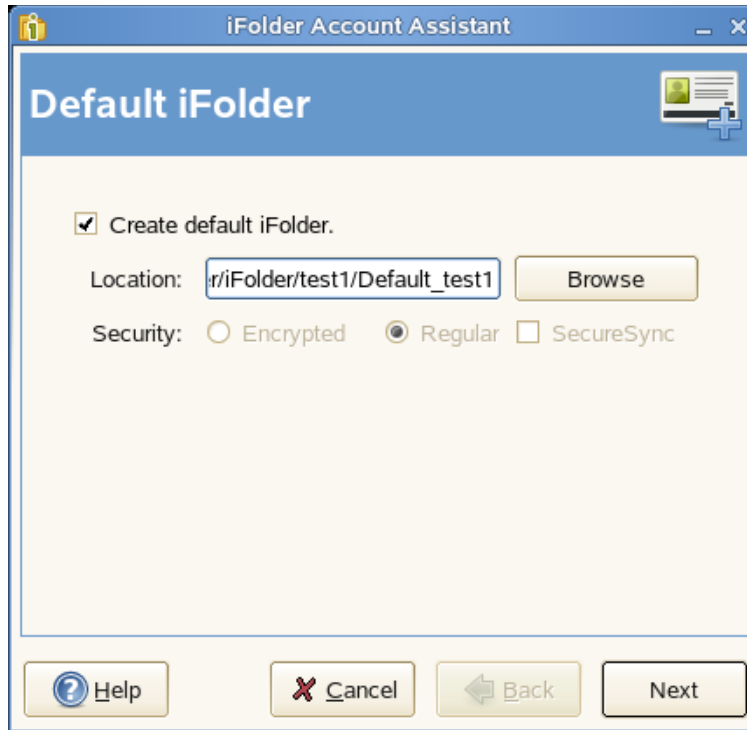 iFolder Account Assistant
Default iFolder
Create default iFolder.
Location: r/iFolder/test1/Default_test1 Browse
Security: Encrypted Regular SecureSync
Help Cancel Back Next